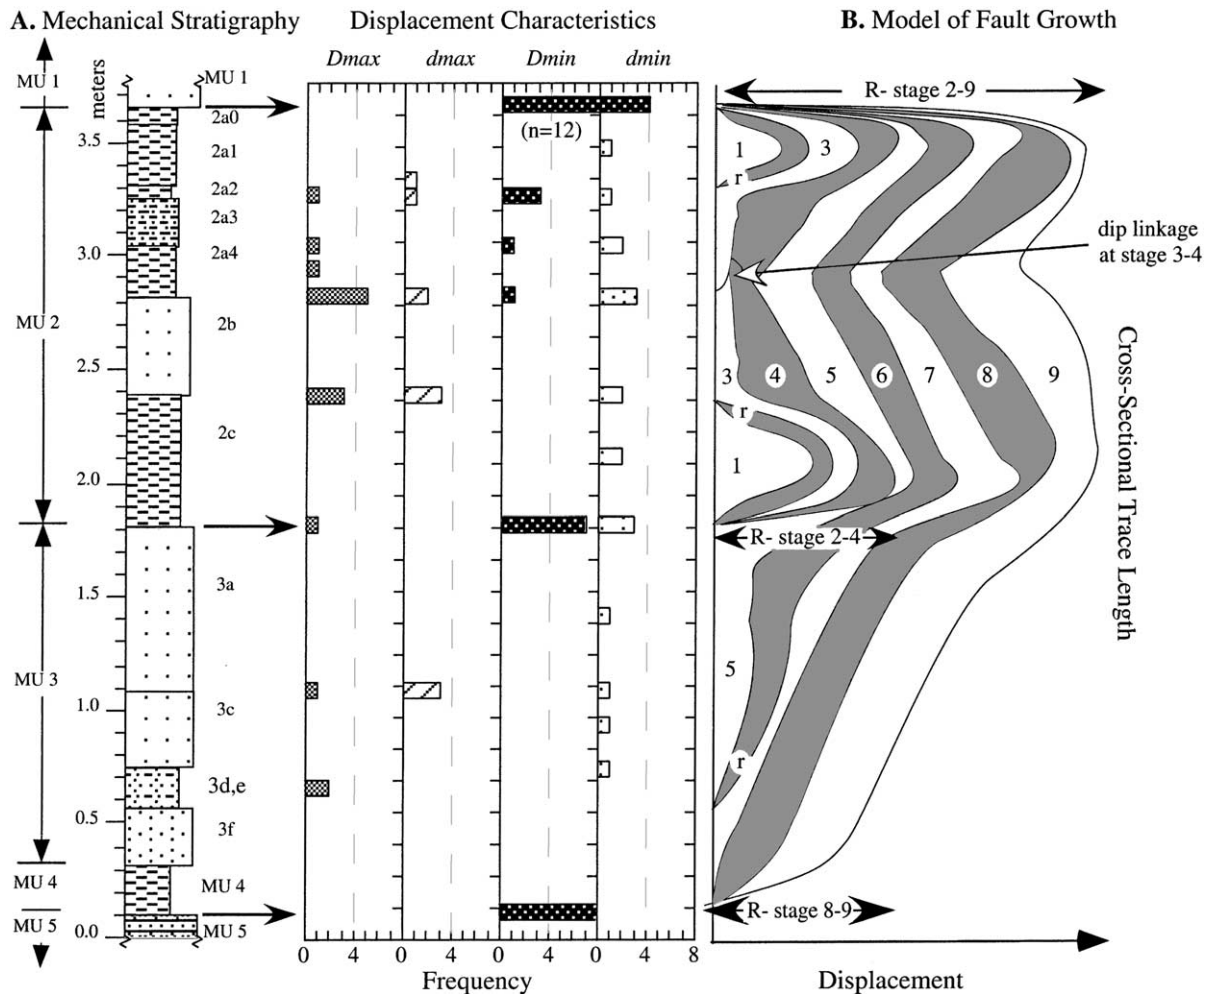 A. Mechanical Stratigraphy
Displacement Characteristics
B. Model of Fault Growth
Dmax
dmax
Dmin
dmin
MU 1
meters
MU 1
R- stage 2-9
2a0
(n=12)
3.5
2a1
1
3
2a2
r
2a3
dip linkage
at stage 3-4
3.0
2a4
MU 2
2b
2.5
3
4
5
6
7
8
9
r
2c
1
2.0
R- stage 2-4
Cross-Sectional Trace Length
3a
1.5
5
MU 3
1.0
3c
r
3d,e
0.5
3f
MU 4
MU 4
R- stage 8-9
MU 5
0.0
MU 5
0 4 0 4 0 4 0 4 8
Frequency
Displacement